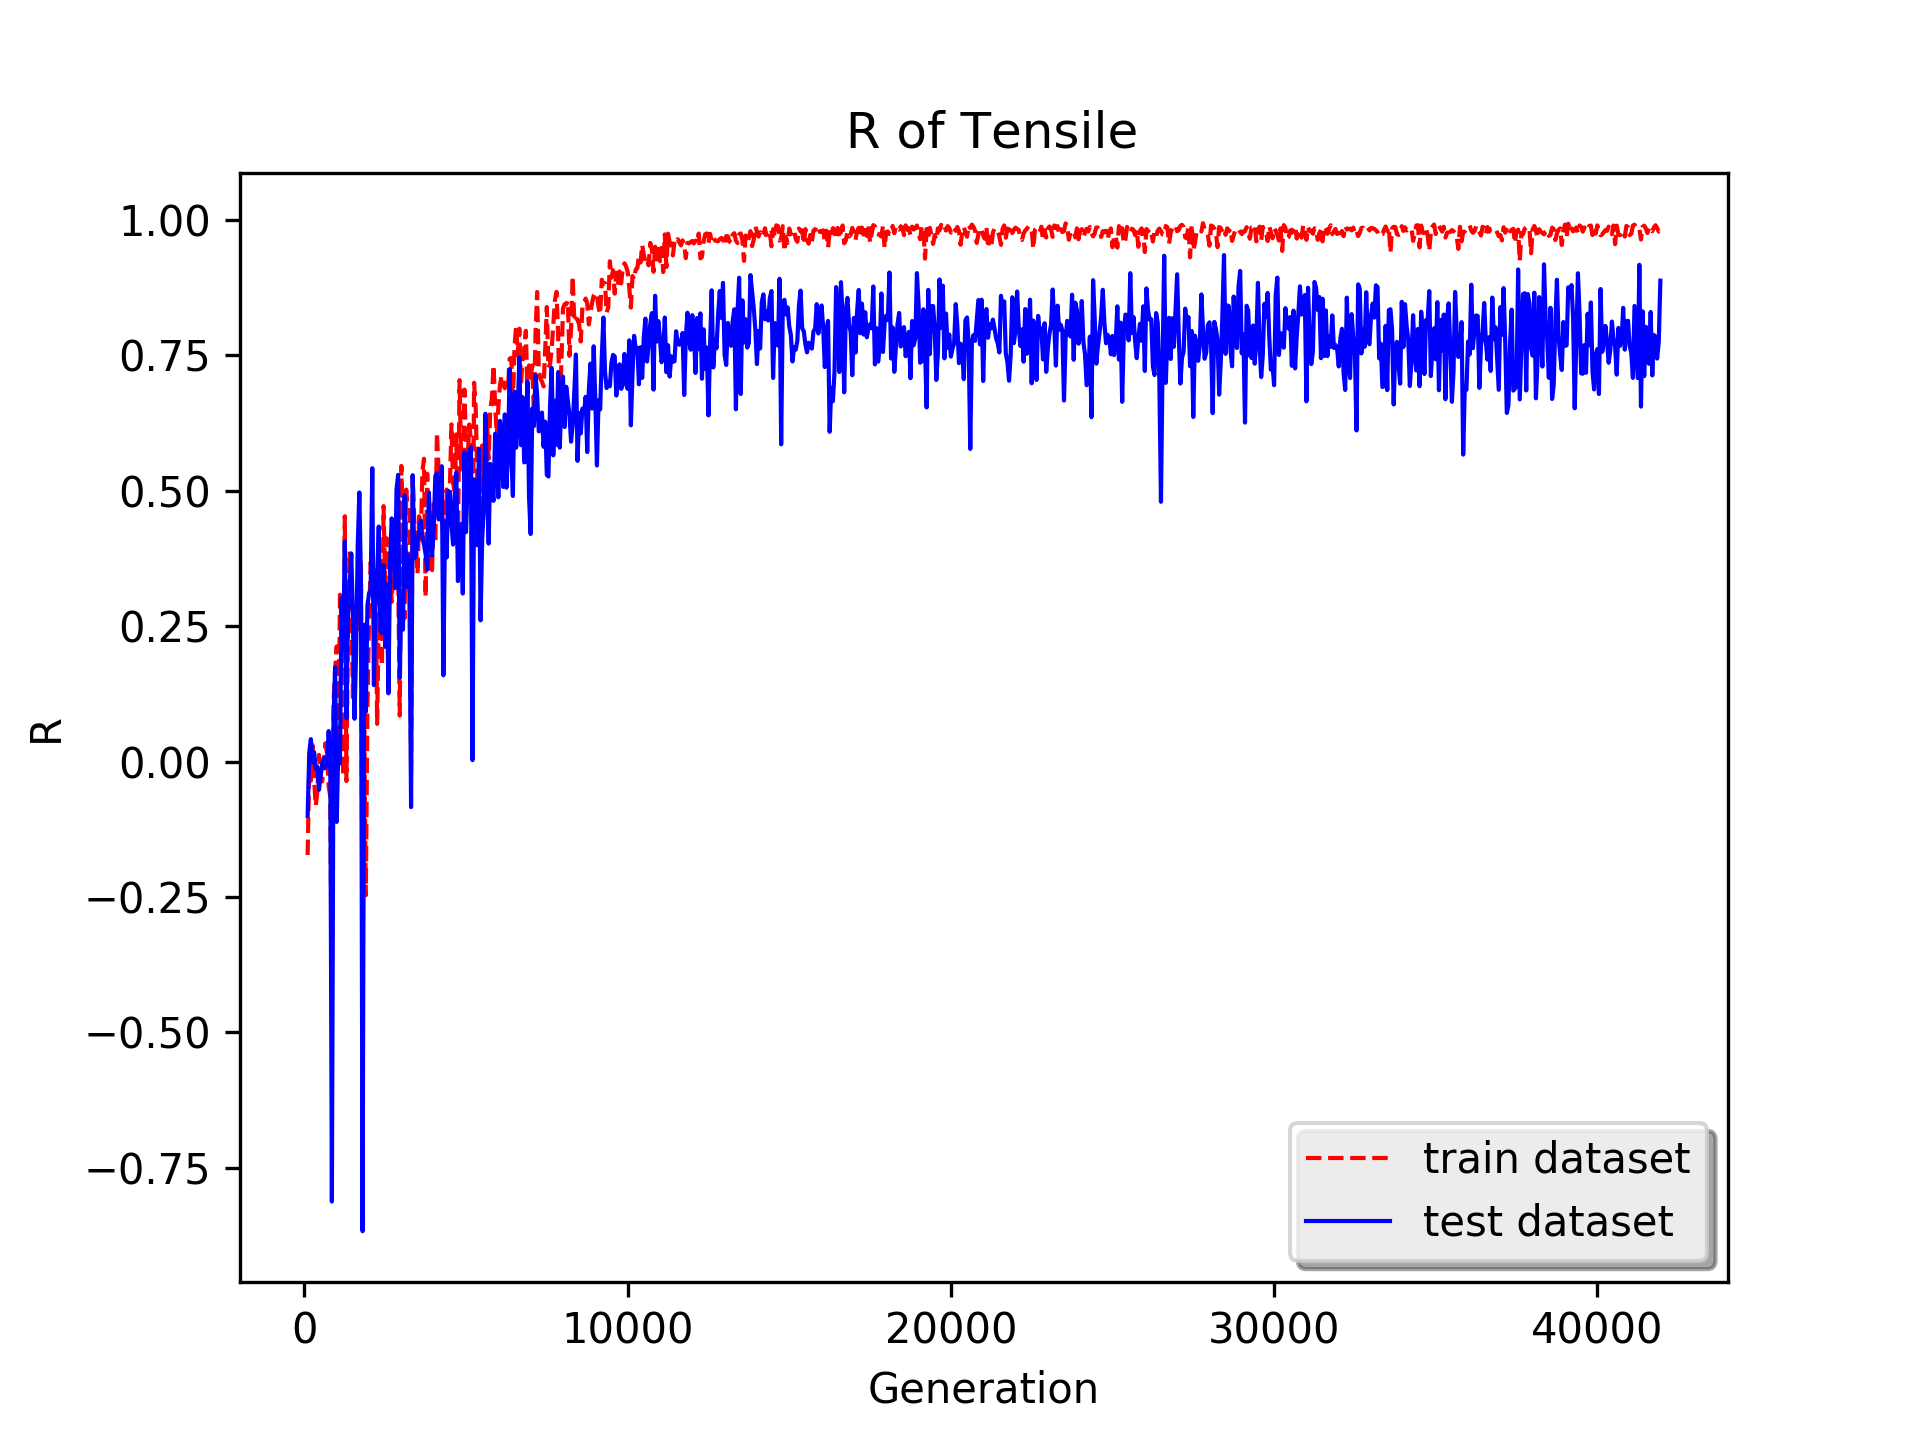 R of Tensile
1.00
0.75
0.50
0.25
0.00
−0.25
−0.50
−0.75
R
0 10000 20000 30000 40000
Generation
train dataset
test dataset